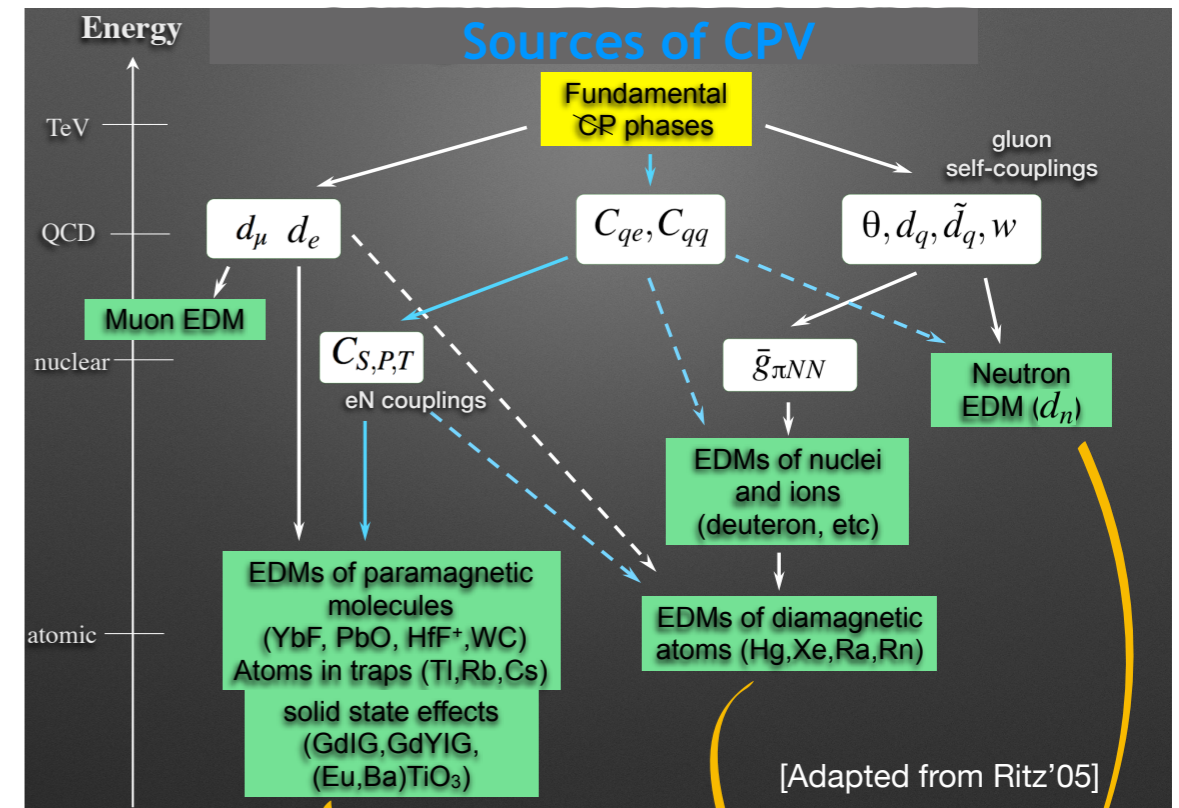 Energy
Sources of CPV
TeV
QCD
nuclear
atomic
Fundamental
CP phases
gluon
self-couplings
dμ de
Cqe, Cqq
θ, dq, d̃q, w
Muon EDM
CS,P,T
eN couplings
ḡπNN
Neutron
EDM (dn)
EDMs of nuclei
and ions
(deuteron, etc)
EDMs of paramagnetic
molecules
(YbF, PbO, HfF⁺,WC)
Atoms in traps (Tl,Rb,Cs)
EDMs of diamagnetic
atoms (Hg,Xe,Ra,Rn)
solid state effects
(GdIG,GdYIG,
(Eu,Ba)TiO₃)
[Adapted from Ritz'05]